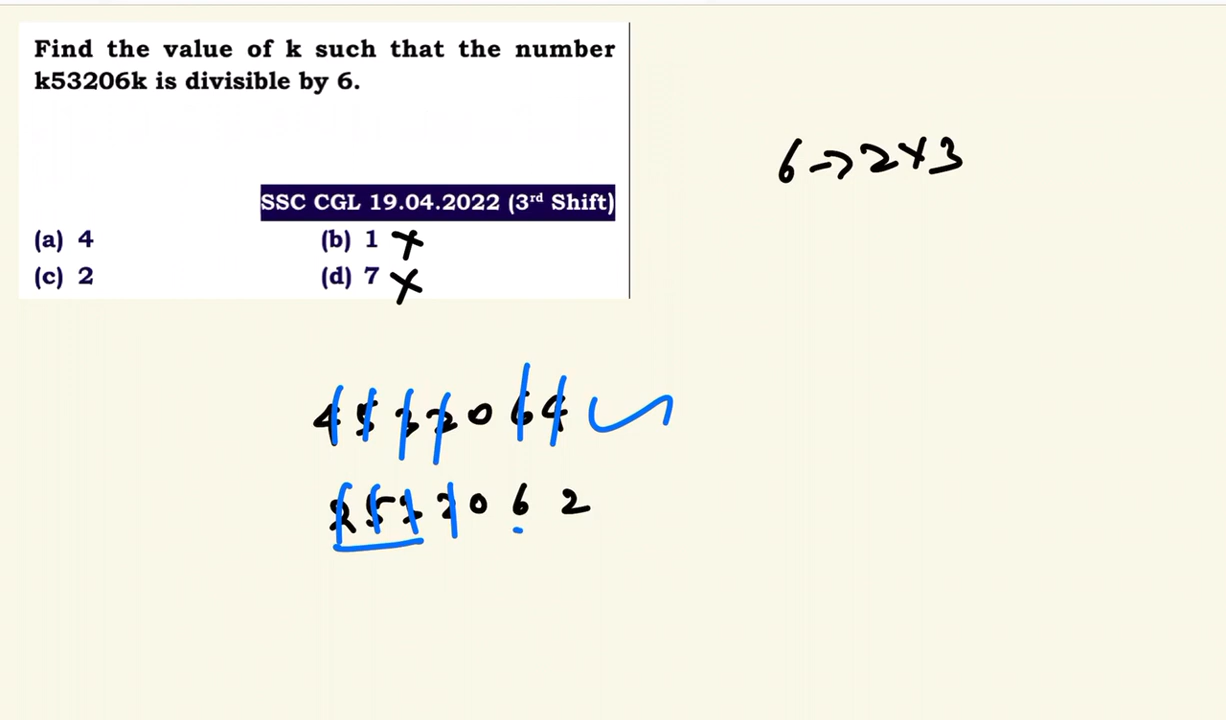 Find the value of k such that the number
k53206k is divisible by 6.
6 → 2 × 3
SSC CGL 19.04.2022 (3rd Shift)
(a) 4 (b) 1 ×
(c) 2 (d) 7 ×
4532064
2532062